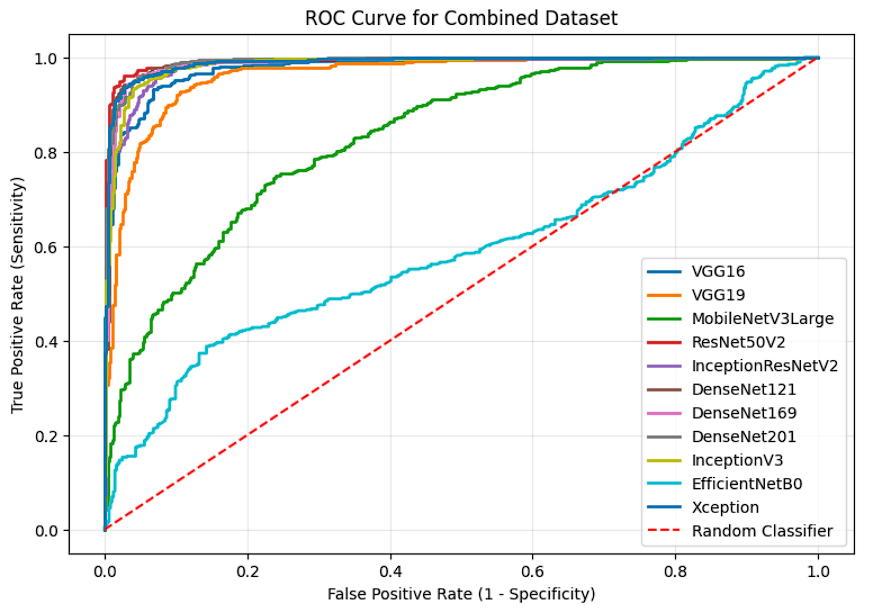 ROC Curve for Combined Dataset
True Positive Rate (Sensitivity)
1.0
0.8
0.6
0.4
0.2
0.0
VGG16
VGG19
MobileNetV3Large
ResNet50V2
InceptionResNetV2
DenseNet121
DenseNet169
DenseNet201
InceptionV3
EfficientNetB0
Xception
Random Classifier
0.0 0.2 0.4 0.6 0.8 1.0
False Positive Rate (1 - Specificity)